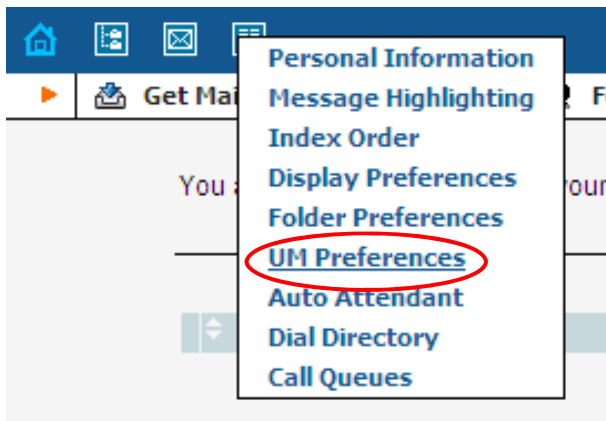 Personal Information
Get Mai
Message Highlighting
F
Index Order
You
Display Preferences
our
Folder Preferences
UM Preferences
Auto Attendant
Dial Directory
Call Queues